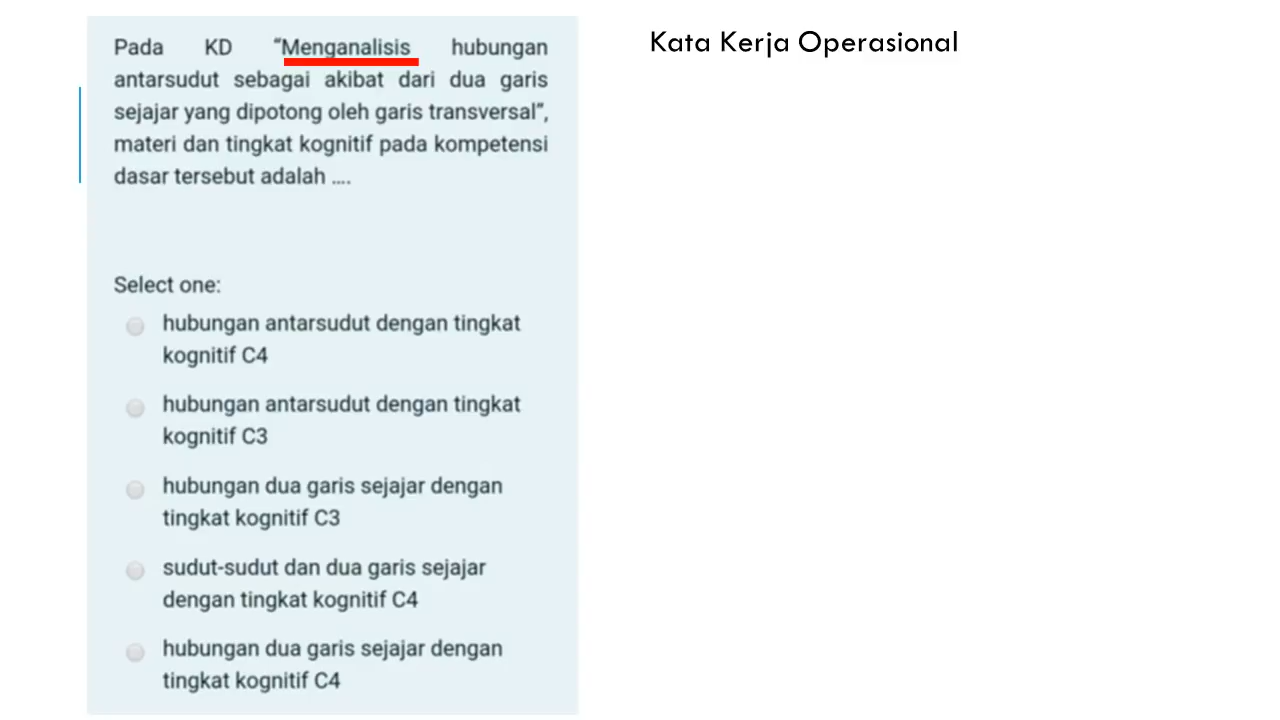 Pada KD “Menganalisis hubungan
antarsudut sebagai akibat dari dua garis
sejajar yang dipotong oleh garis transversal”,
materi dan tingkat kognitif pada kompetensi
dasar tersebut adalah ....
Select one:
hubungan antarsudut dengan tingkat
kognitif C4
hubungan antarsudut dengan tingkat
kognitif C3
hubungan dua garis sejajar dengan
tingkat kognitif C3
sudut-sudut dan dua garis sejajar
dengan tingkat kognitif C4
hubungan dua garis sejajar dengan
tingkat kognitif C4
Kata Kerja Operasional